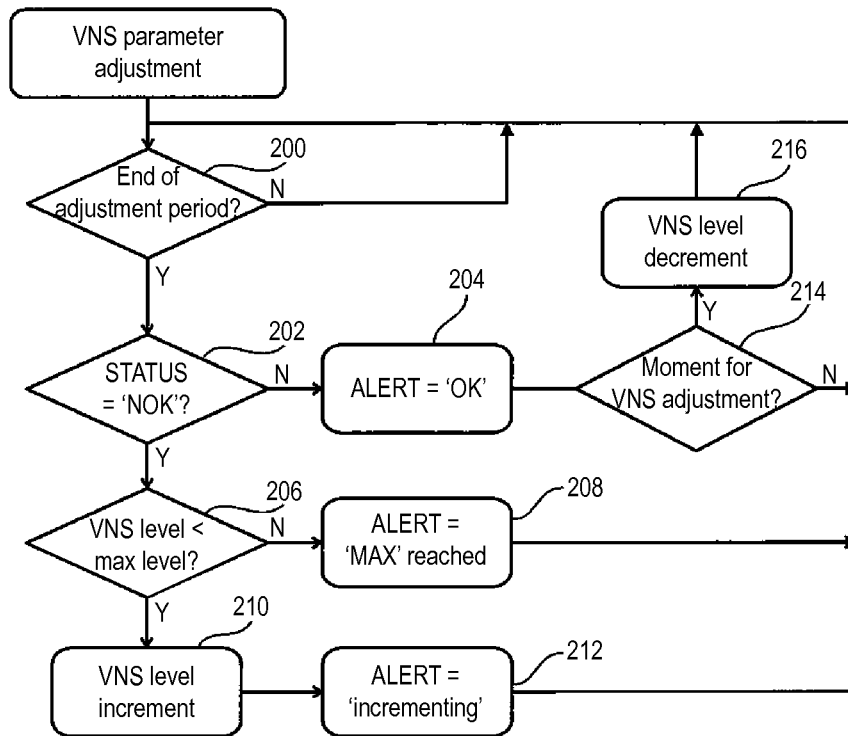 VNS parameter
adjustment
200
End of
adjustment period?
N
Y
216
VNS level
decrement
Y
214
Moment for
VNS adjustment?
N
202
STATUS
= 'NOK'?
N
Y
204
ALERT = 'OK'
206
VNS level <
max level?
N
Y
208
ALERT =
'MAX' reached
210
VNS level
increment
212
ALERT =
'incrementing'